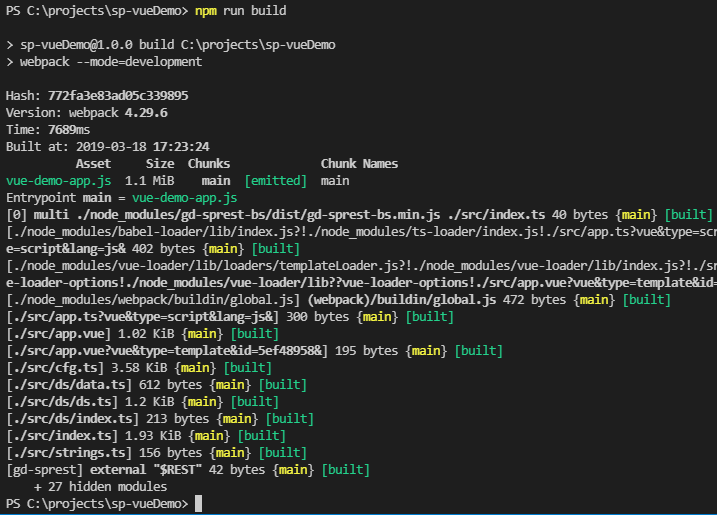 PS C:\projects\sp-vueDemo> npm run build
> sp-vueDemo@1.0.0 build C:\projects\sp-vueDemo
> webpack --mode=development
Hash: 772fa3e83ad05c339895
Version: webpack 4.29.6
Time: 7689ms
Built at: 2019-03-18 17:23:24
Asset Size Chunks Chunk Names
vue-demo-app.js 1.1 MiB main [emitted] main
Entrypoint main = vue-demo-app.js
[0] multi ./node_modules/gd-sprest-bs/dist/gd-sprest-bs.min.js ./src/index.ts 40 bytes {main} [built]
[./node_modules/babel-loader/lib/index.js?!./node_modules/ts-loader/index.js!./src/app.ts?vue&type=scr
e=script&lang=js& 402 bytes {main} [built]
[./node_modules/vue-loader/lib/loaders/templateLoader.js?!./node_modules/vue-loader/lib/index.js?!./sr
e-loader-options!./node_modules/vue-loader/lib??vue-loader-options!./src/app.vue?vue&type=template&id=
[./node_modules/webpack/buildin/global.js] (webpack)/buildin/global.js 472 bytes {main} [built]
[./src/app.ts?vue&type=script&lang=js&] 300 bytes {main} [built]
[./src/app.vue] 1.02 KiB {main} [built]
[./src/app.vue?vue&type=template&id=5ef48958&] 195 bytes {main} [built]
[./src/cfg.ts] 3.58 KiB {main} [built]
[./src/ds/data.ts] 612 bytes {main} [built]
[./src/ds/ds.ts] 1.2 KiB {main} [built]
[./src/ds/index.ts] 213 bytes {main} [built]
[./src/index.ts] 1.93 KiB {main} [built]
[./src/strings.ts] 156 bytes {main} [built]
[gd-sprest] external "$REST" 42 bytes {main} [built]
+ 27 hidden modules
PS C:\projects\sp-vueDemo>